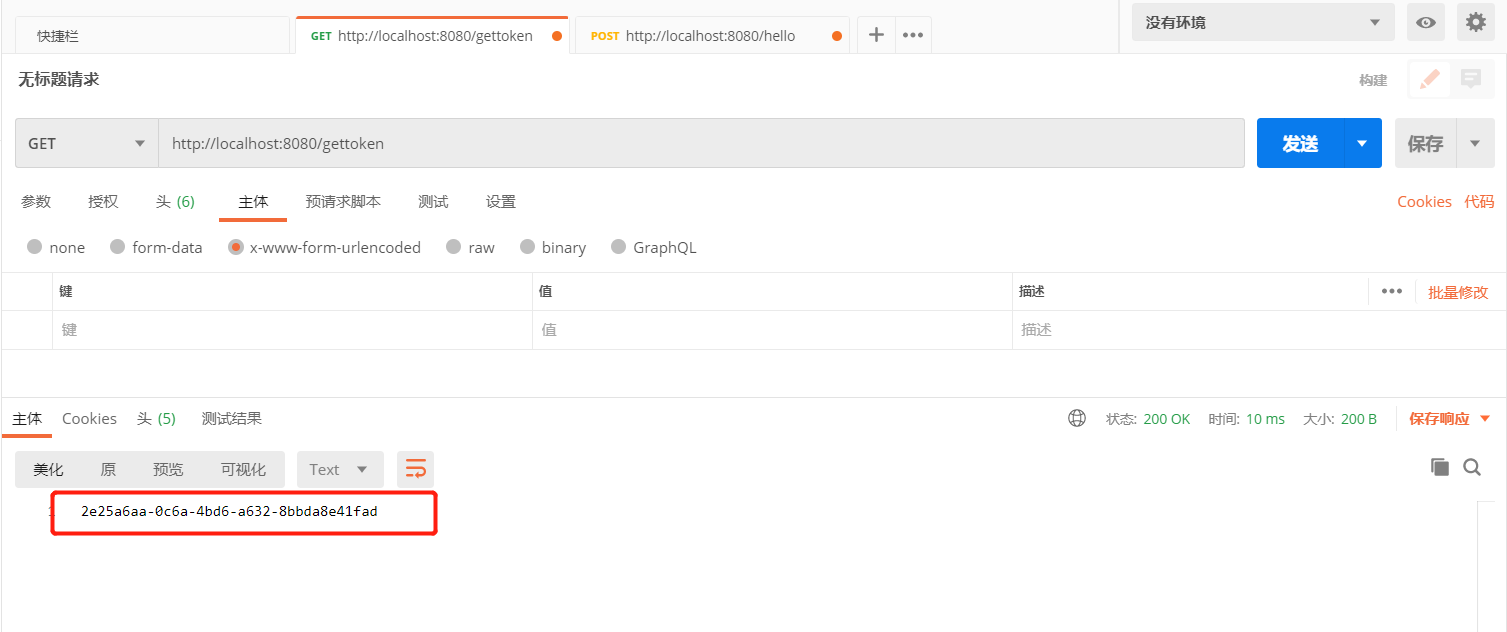 快捷栏 GET http://localhost:8080/gettoken POST http://localhost:8080/hello + ••• 没有环境
无标题请求 构建
GET http://localhost:8080/gettoken 发送 保存
参数 授权 头 (6) 主体 预请求脚本 测试 设置 Cookies 代码
none form-data x-www-form-urlencoded raw binary GraphQL
键 值 描述 ••• 批量修改
键 值 描述
主体 Cookies 头 (5) 测试结果 状态: 200 OK 时间: 10 ms 大小: 200 B 保存响应
美化 原 预览 可视化 Text
1 2e25a6aa-0c6a-4bd6-a632-8bbda8e41fad